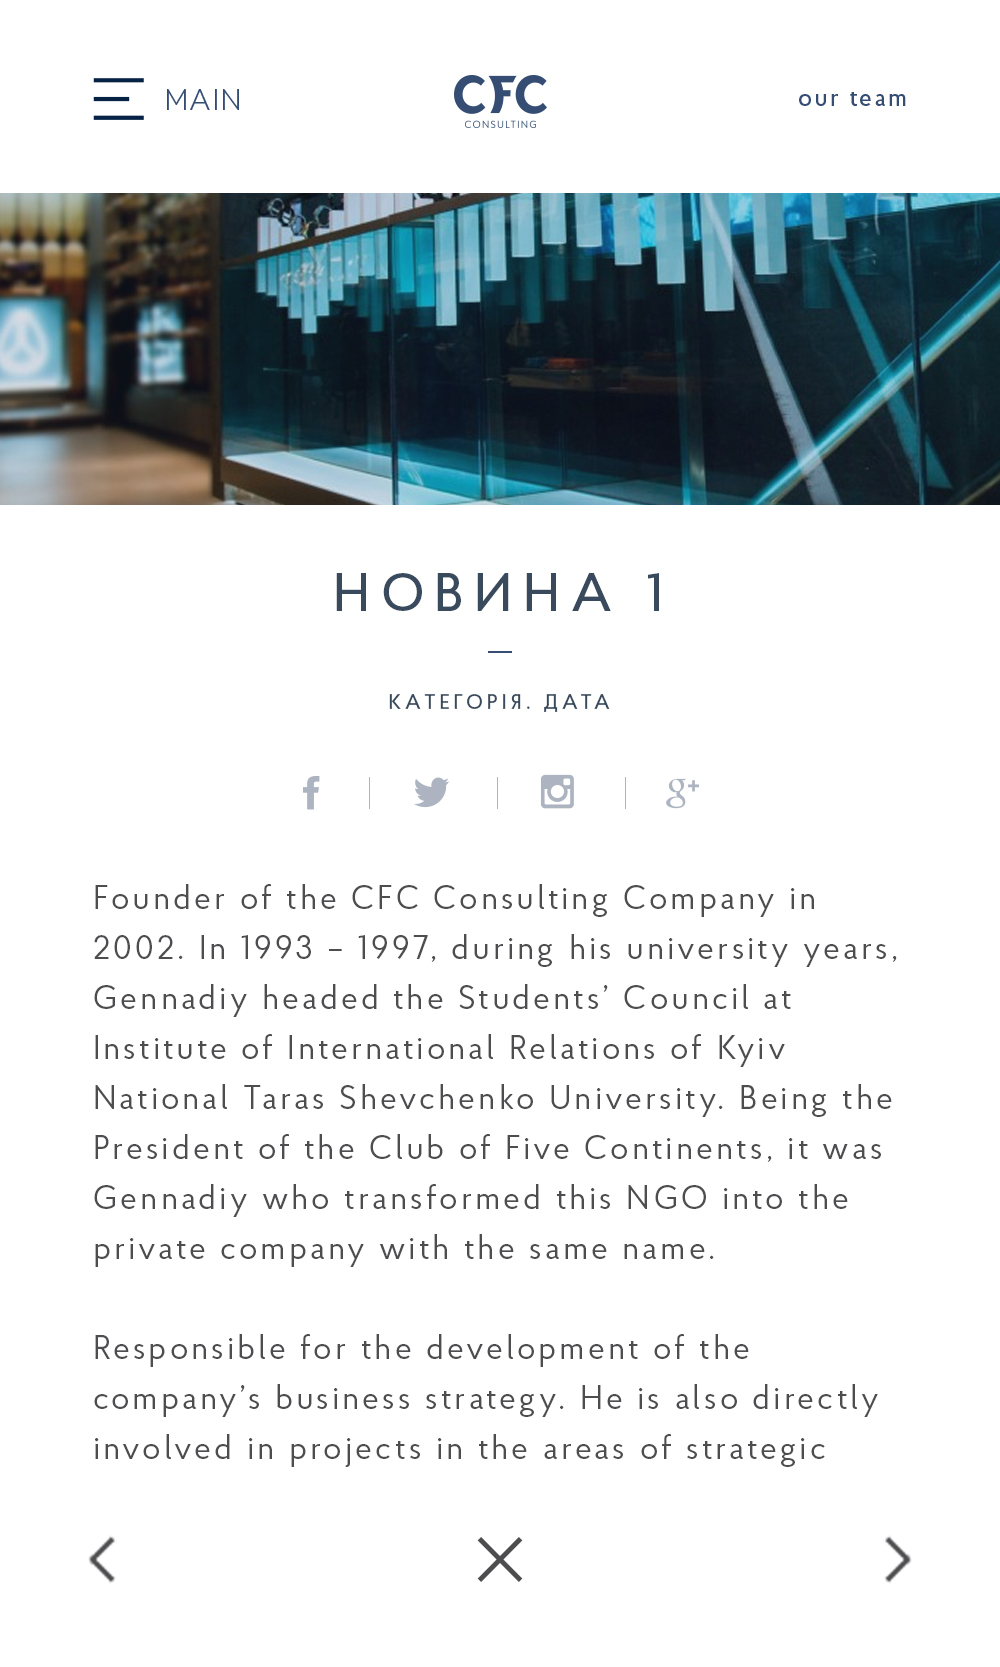 MAIN
CFC
CONSULTING
our team
НОВИНА 1
КАТЕГОРІЯ. ДАТА
Founder of the CFC Consulting Company in
2002. In 1993 – 1997, during his university years,
Gennadiy headed the Students’ Council at
Institute of International Relations of Kyiv
National Taras Shevchenko University. Being the
President of the Club of Five Continents, it was
Gennadiy who transformed this NGO into the
private company with the same name.
Responsible for the development of the
company’s business strategy. He is also directly
involved in projects in the areas of strategic